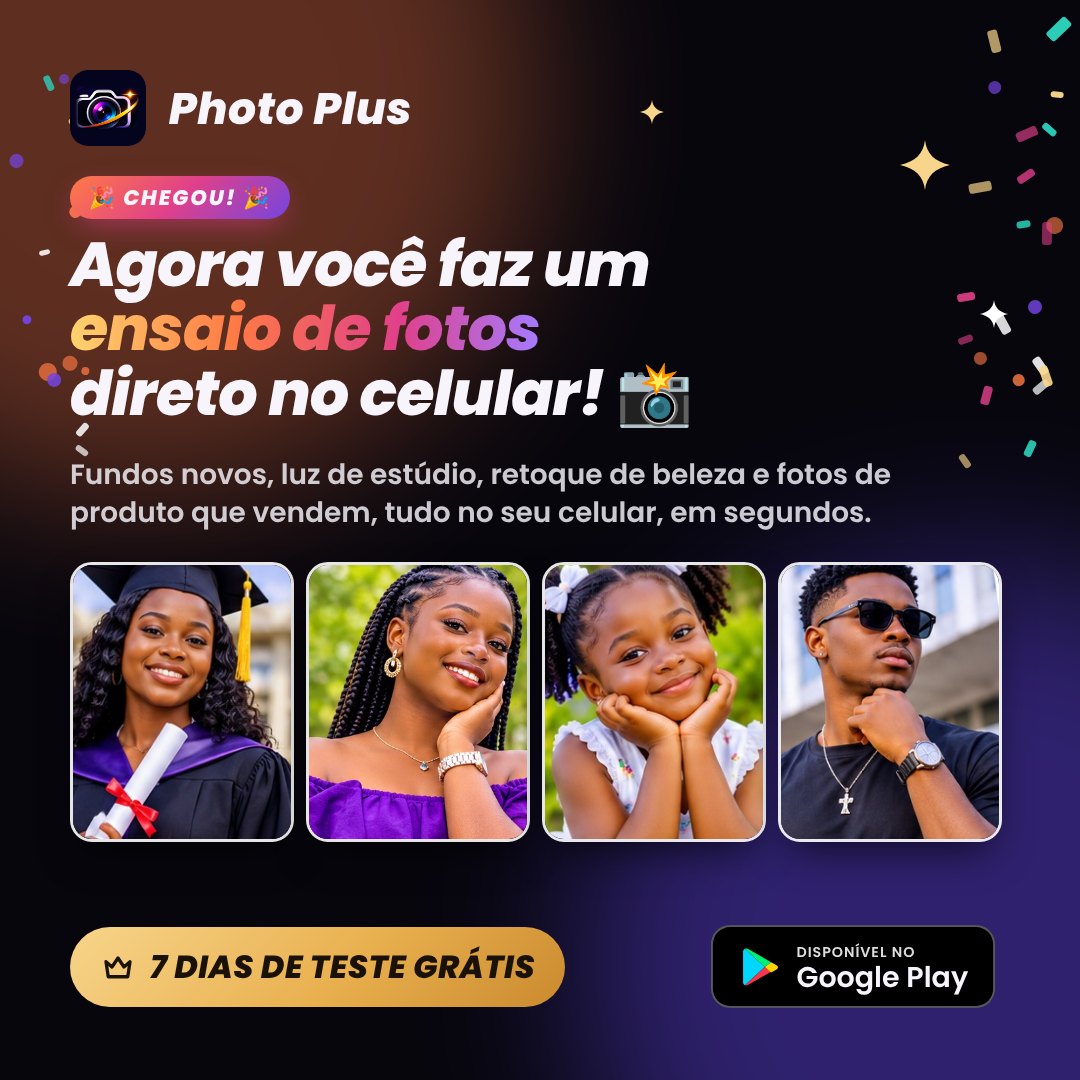 Photo Plus
🎉 CHEGOU! 🎉
Agora você faz um
ensaio de fotos
direto no celular! 📸
Fundos novos, luz de estúdio, retoque de beleza e fotos de
produto que vendem, tudo no seu celular, em segundos.
7 DIAS DE TESTE GRÁTIS
DISPONÍVEL NO
Google Play